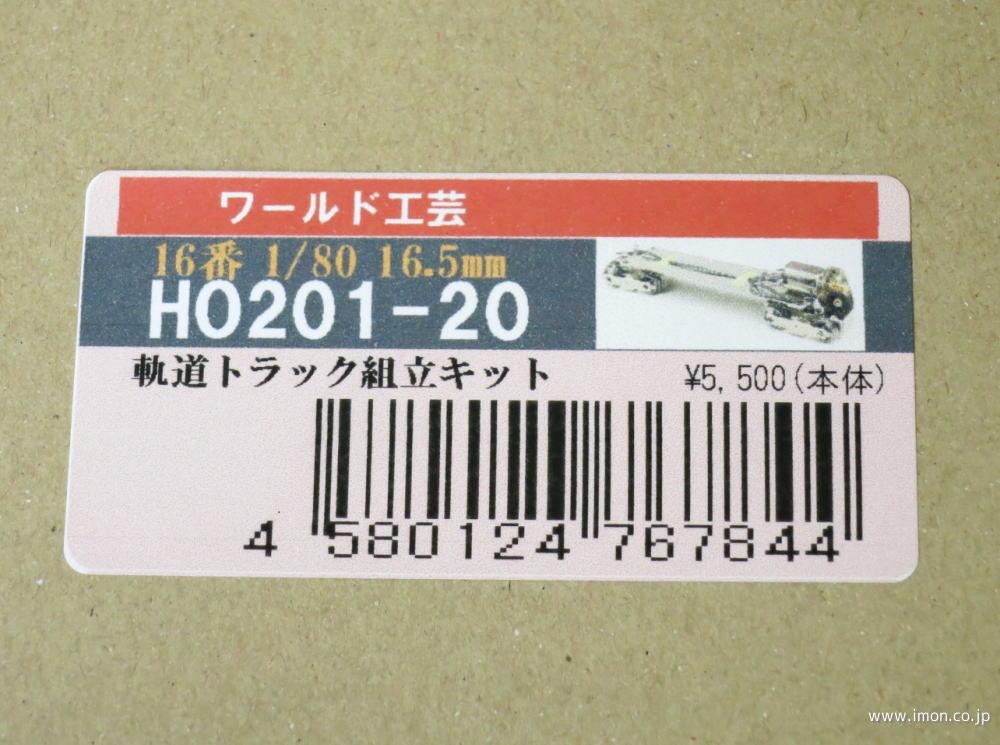 ワールド工芸
16番 1/80 16.5mm
HO201-20
軌道トラック組立キット ¥5,500(本体)
4 580124 767844
www.imon.co.jp